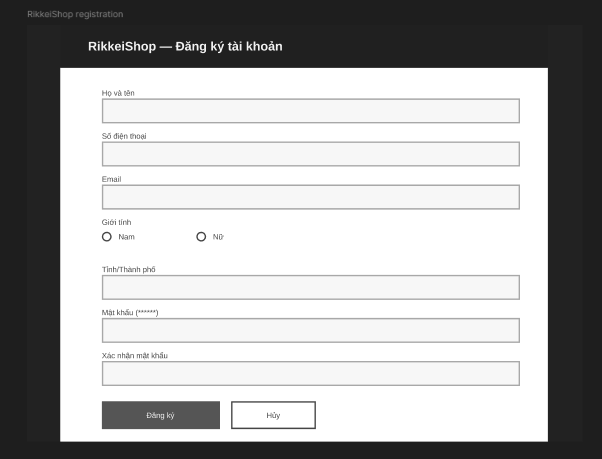 RikkeiShop registration
RikkeiShop — Đăng ký tài khoản
Họ và tên
Số điện thoại
Email
Giới tính
Nam
Nữ
Tỉnh/Thành phố
Mật khẩu (******)
Xác nhận mật khẩu
Đăng ký
Hủy